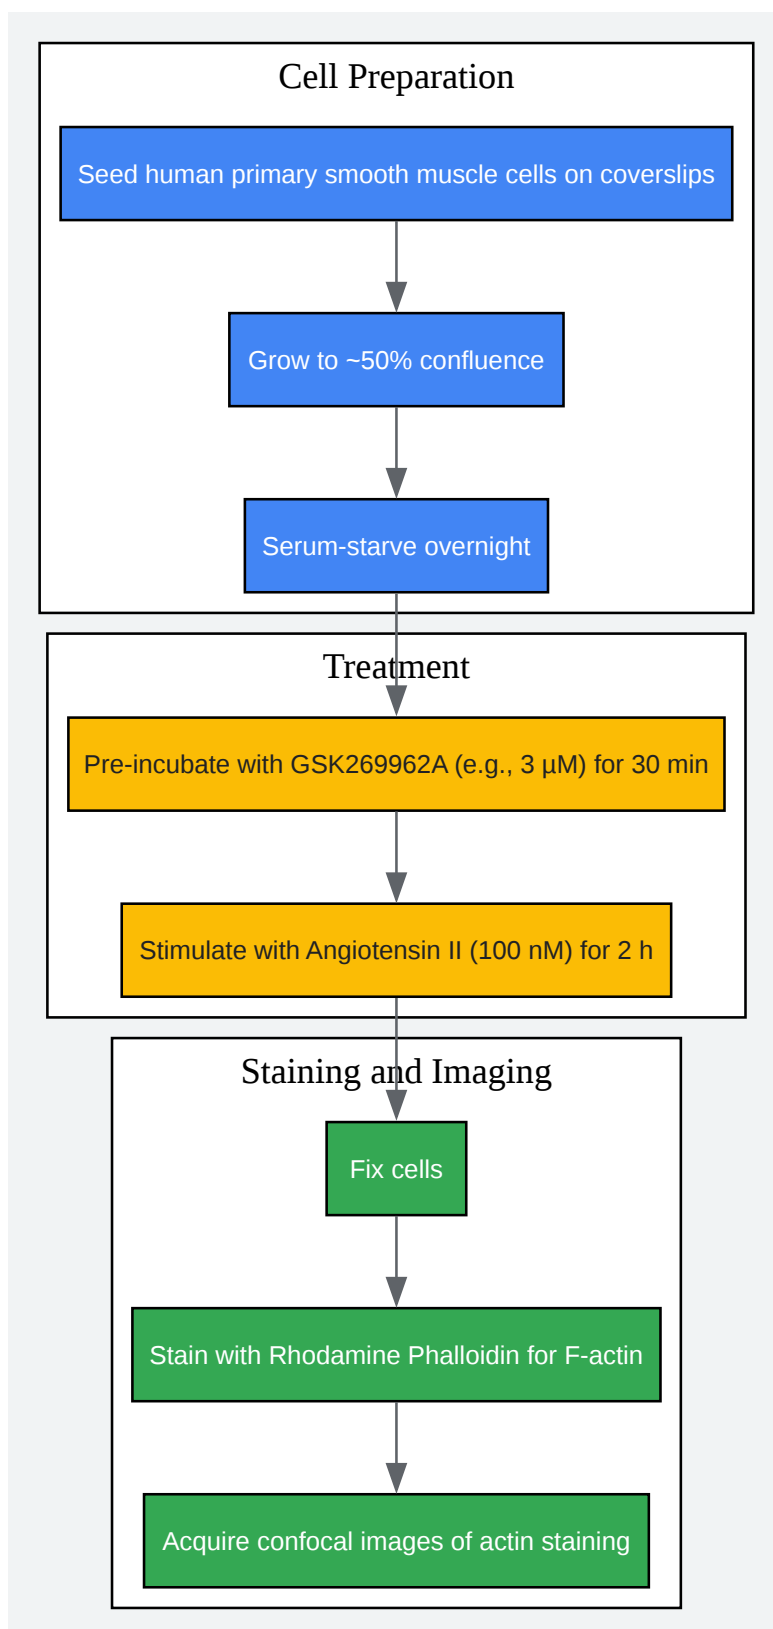 Cell Preparation
Seed human primary smooth muscle cells on coverslips
Grow to ~50% confluence
Serum-starve overnight
Treatment
Pre-incubate with GSK269962A (e.g., 3 µM) for 30 min
Stimulate with Angiotensin II (100 nM) for 2 h
Staining and Imaging
Fix cells
Stain with Rhodamine Phalloidin for F-actin
Acquire confocal images of actin staining